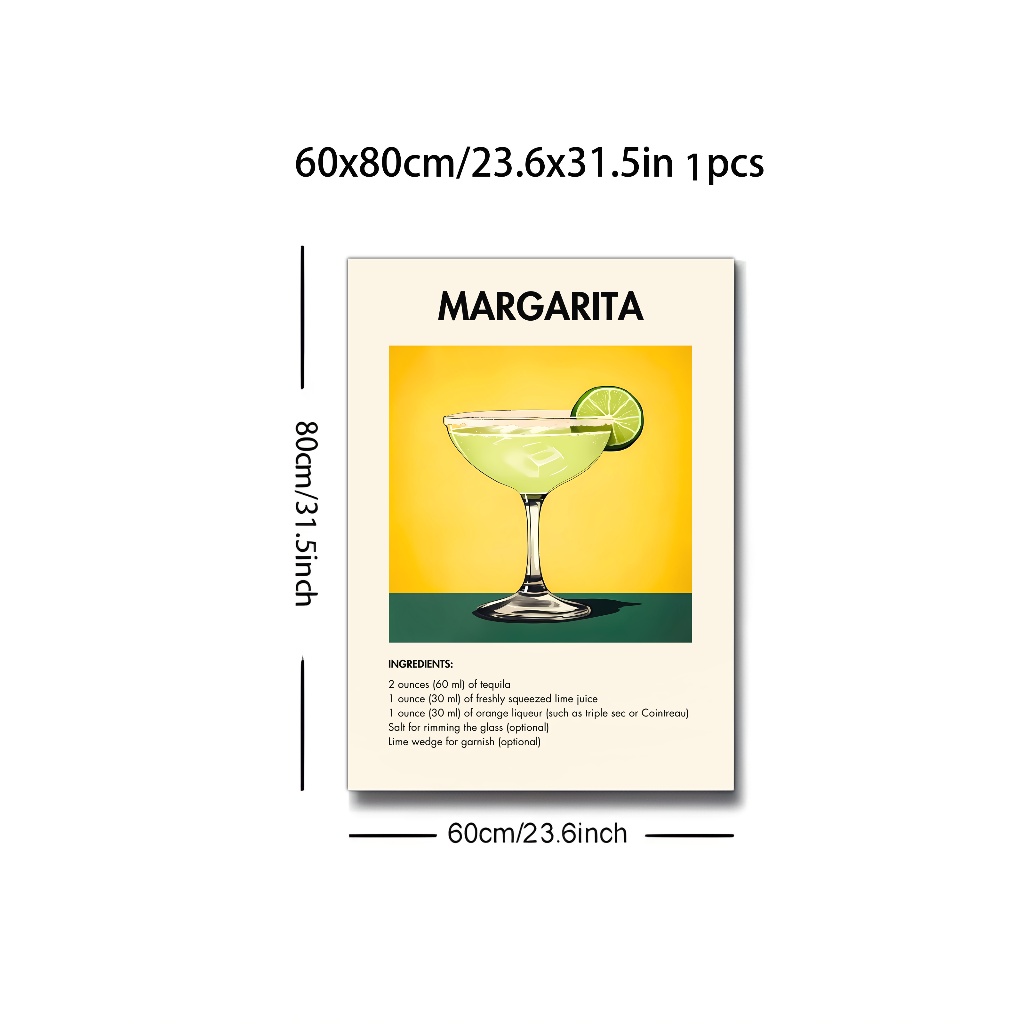 60x80cm/23.6x31.5in 1pcs
80cm/31.5inch
MARGARITA
INGREDIENTS:
2 ounces (60 ml) of tequila
1 ounce (30 ml) of freshly squeezed lime juice
1 ounce (30 ml) of orange liqueur (such as triple sec or Cointreau)
Salt for rimming the glass (optional)
Lime wedge for garnish (optional)
60cm/23.6inch